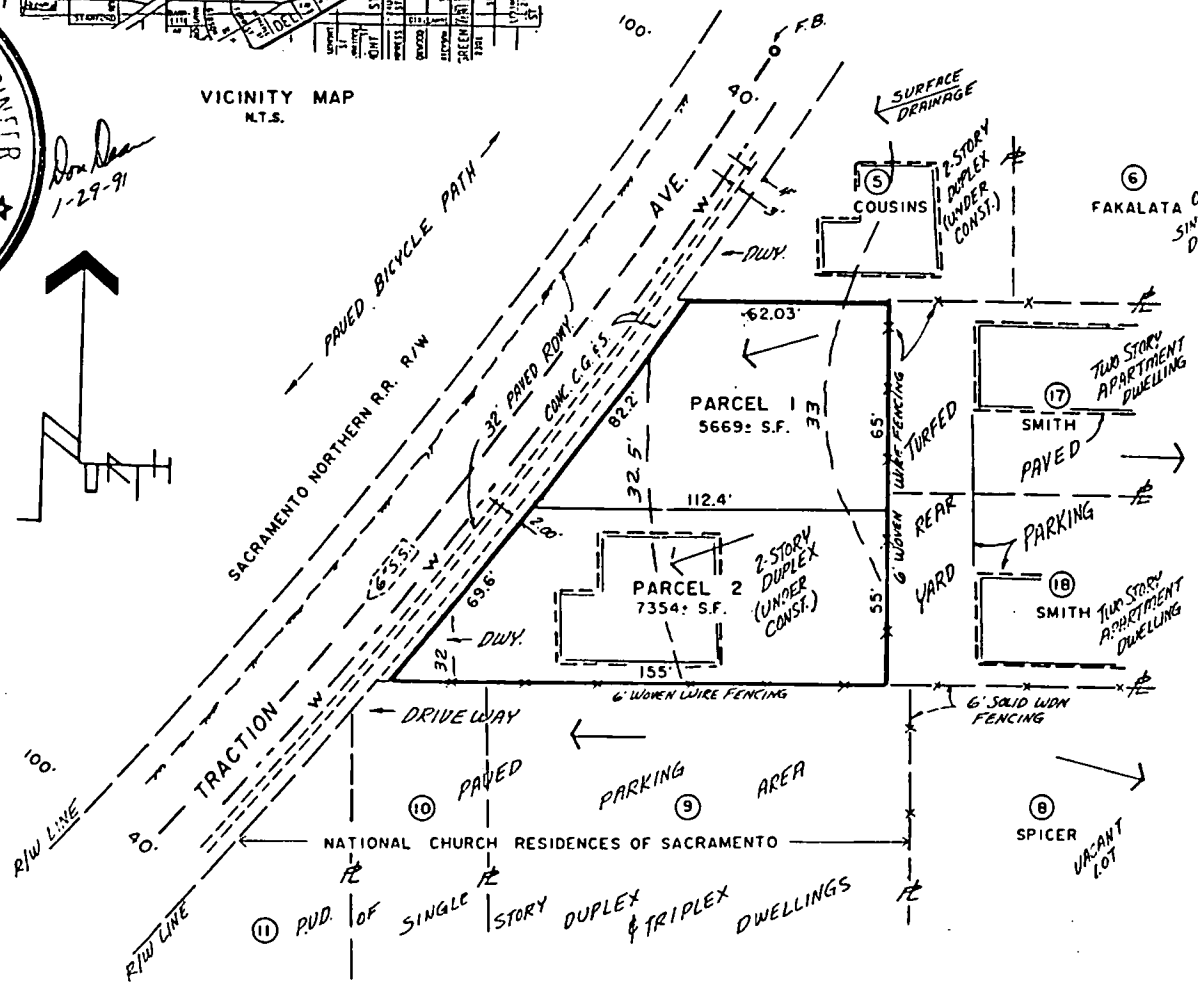 VICINITY MAP
N.T.S.
Don Dean
1-29-91
100.
F.B.
40.
SURFACE
DRAINAGE
2-STORY
DUPLEX
(UNDER
CONST.)
5
COUSINS
6
FAKALATA
PAVED BICYCLE PATH
AVE.
W
DWY.
SACRAMENTO NORTHERN R.R. R/W
32' PAVED RDWY.
CONC. C.G.&S.
62.03'
PARCEL 1
5669± S.F.
82.2'
32.5'
33
65'
6' WOVEN WIRE FENCING
TURFED
REAR
YARD
TWO STORY
APARTMENT
DWELLING
17
SMITH
PAVED
PARKING
112.4'
2.00'
6" S.S.
W
69.6'
PARCEL 2
7354± S.F.
2-STORY
DUPLEX
(UNDER
CONST.)
55'
18
SMITH
TWO STORY
APARTMENT
DWELLING
DWY.
32
155'
6' WOVEN WIRE FENCING
6' SOLID WDN
FENCING
DRIVEWAY
TRACTION
W
100.
40.
R/W LINE
R/W LINE
PAVED PARKING AREA
10
9
8
SPICER
VACANT
LOT
NATIONAL CHURCH RESIDENCES OF SACRAMENTO
11 P.U.D. OF SINGLE STORY DUPLEX & TRIPLEX DWELLINGS